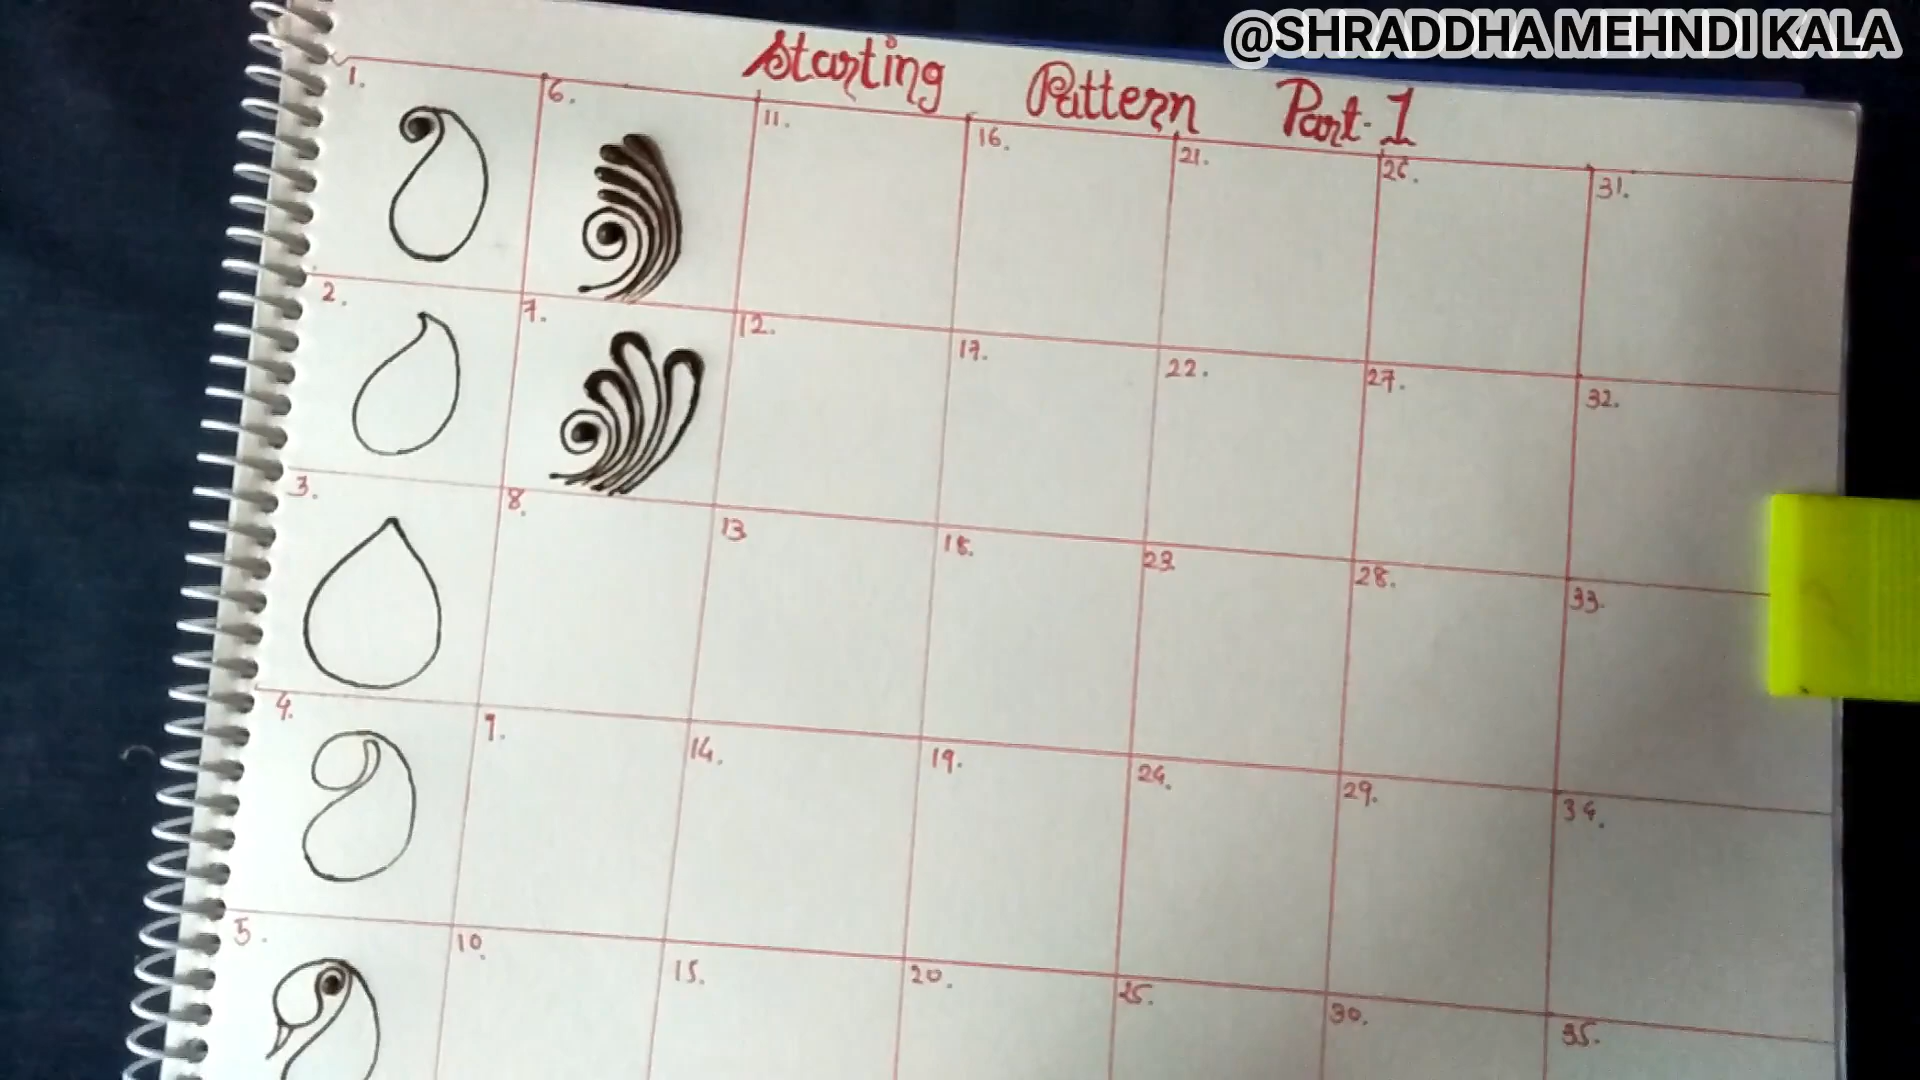 @SHRADDHA MEHNDI KALA
Starting Pattern Part-1
1. 6. 11. 16. 21. 26. 31.
2. 7. 12. 17. 22. 27. 32.
3. 8. 13. 18. 23. 28. 33.
4. 9. 14. 19. 24. 29. 34.
5. 10. 15. 20. 25. 30. 35.